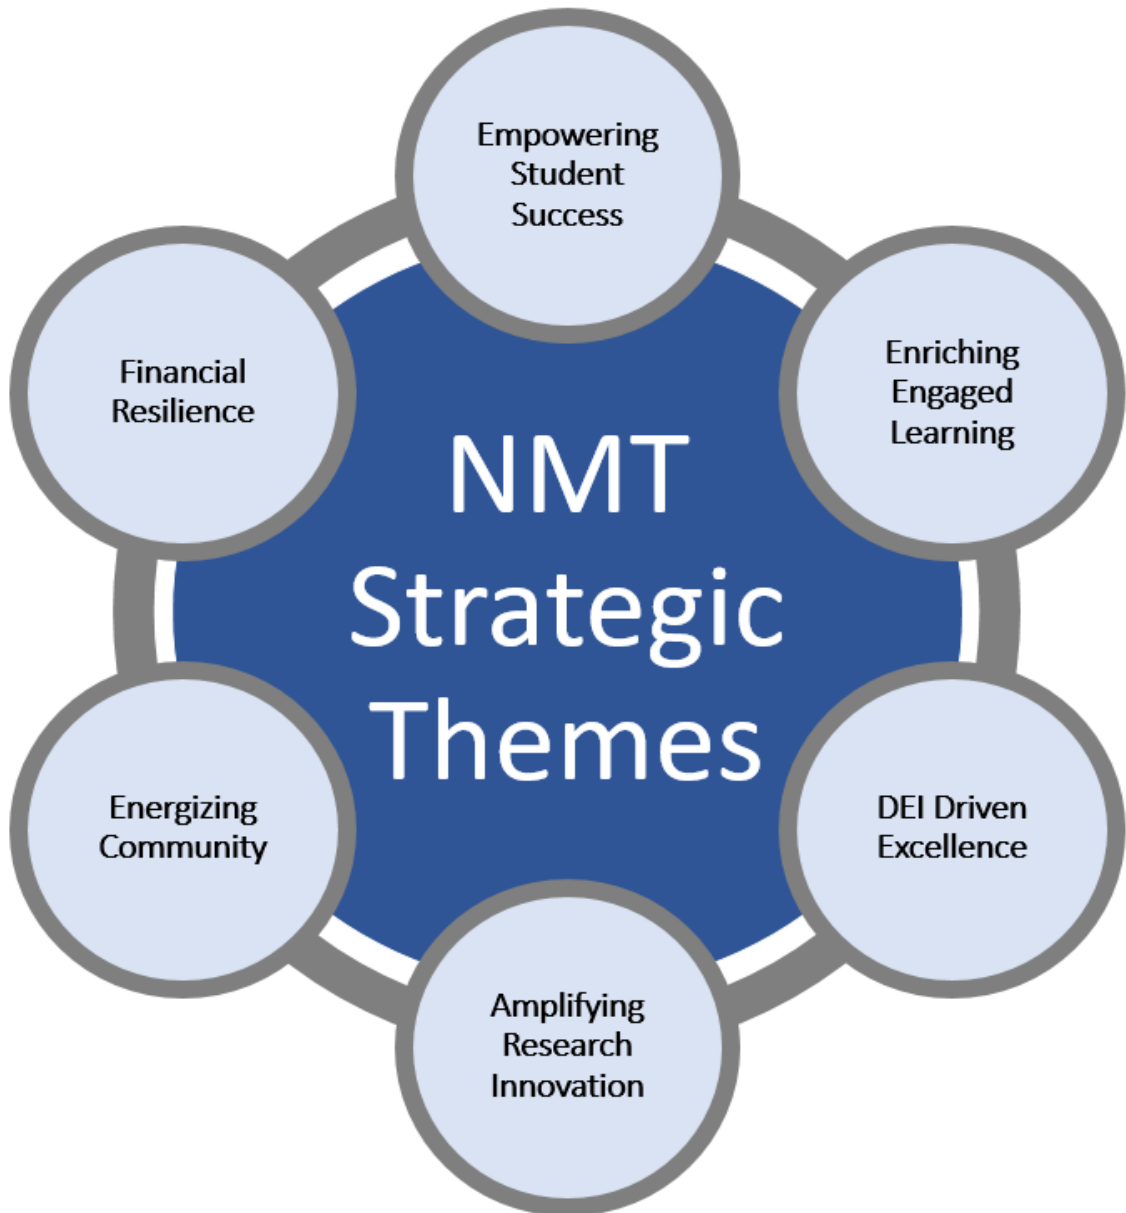 Empowering
Student
Success
Enriching
Engaged
Learning
DEI Driven
Excellence
Amplifying
Research
Innovation
Energizing
Community
Financial
Resilience
NMT
Strategic
Themes